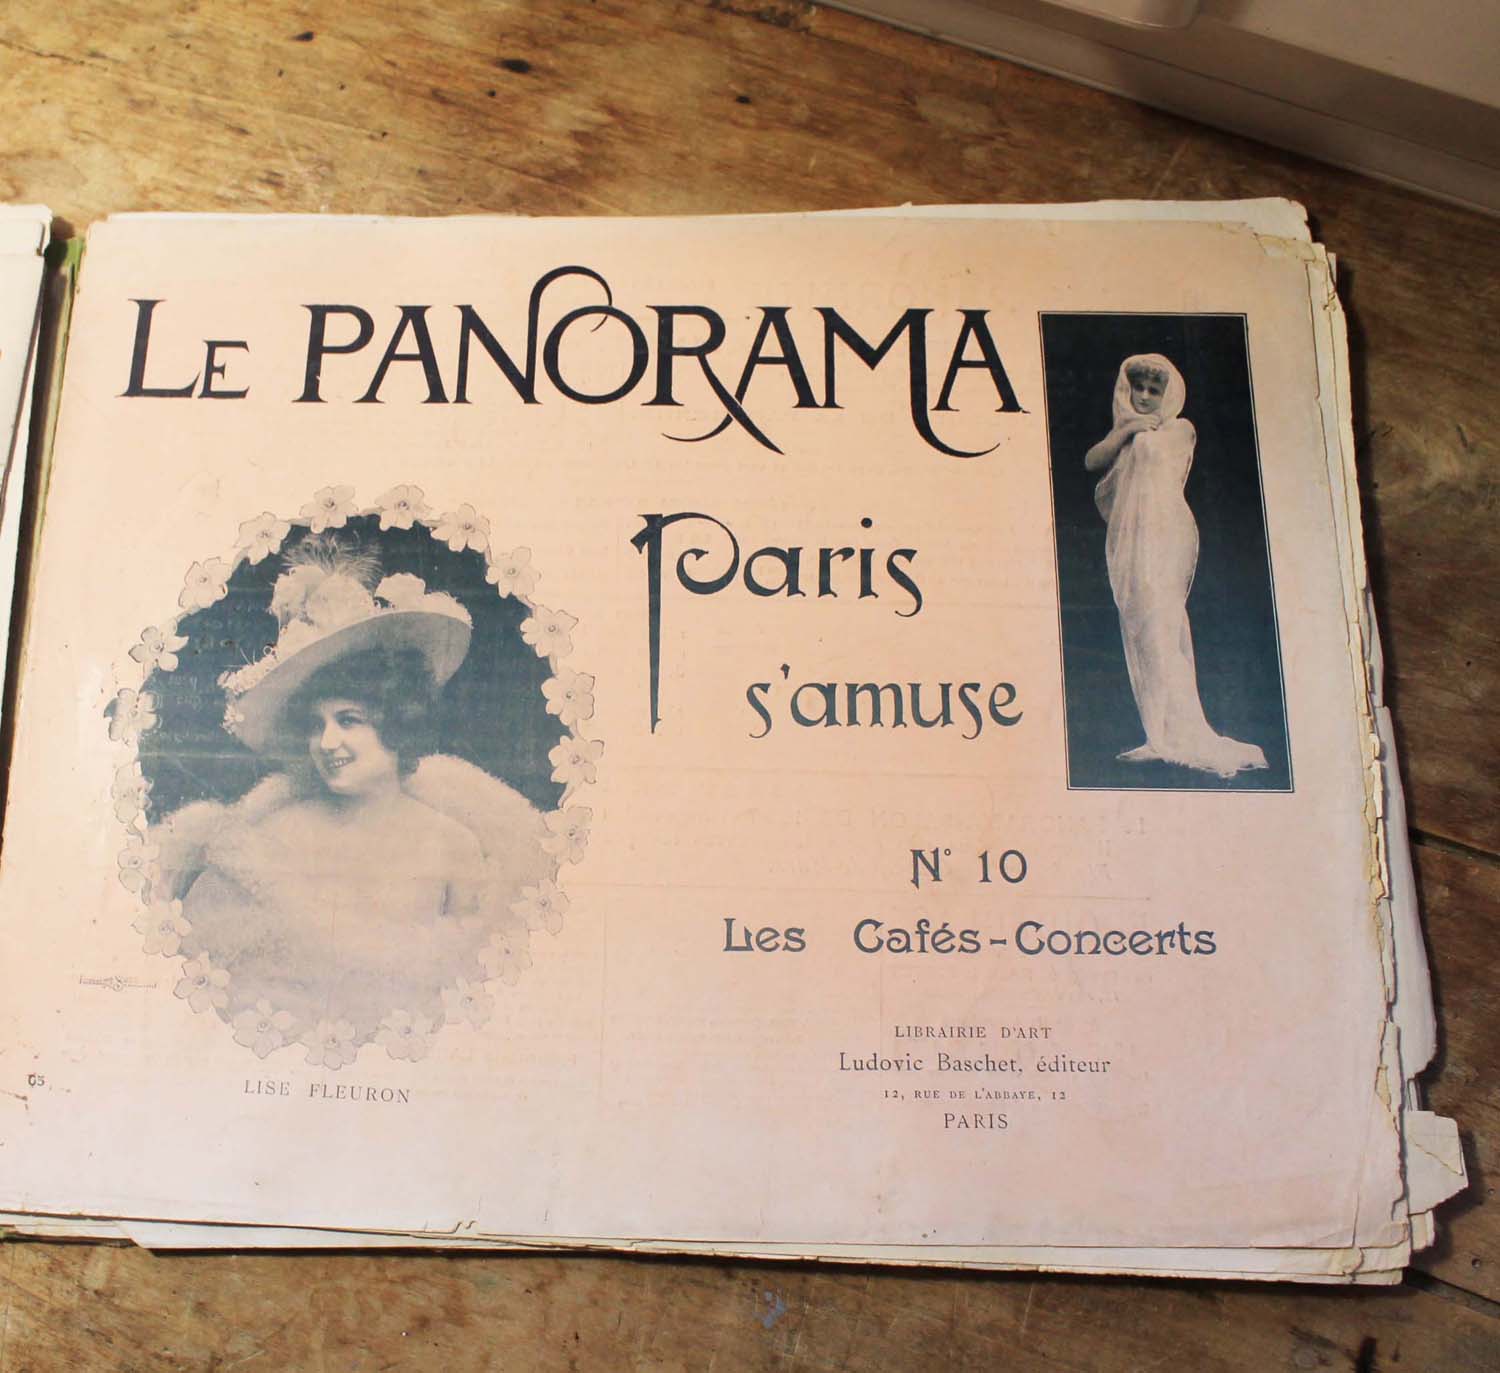 LE PANORAMA
Paris
s'amuse
N° 10
Les Cafés-Concerts
LIBRAIRIE D'ART
Ludovic Baschet, éditeur
12, RUE DE L'ABBAYE, 12
PARIS
LISE FLEURON